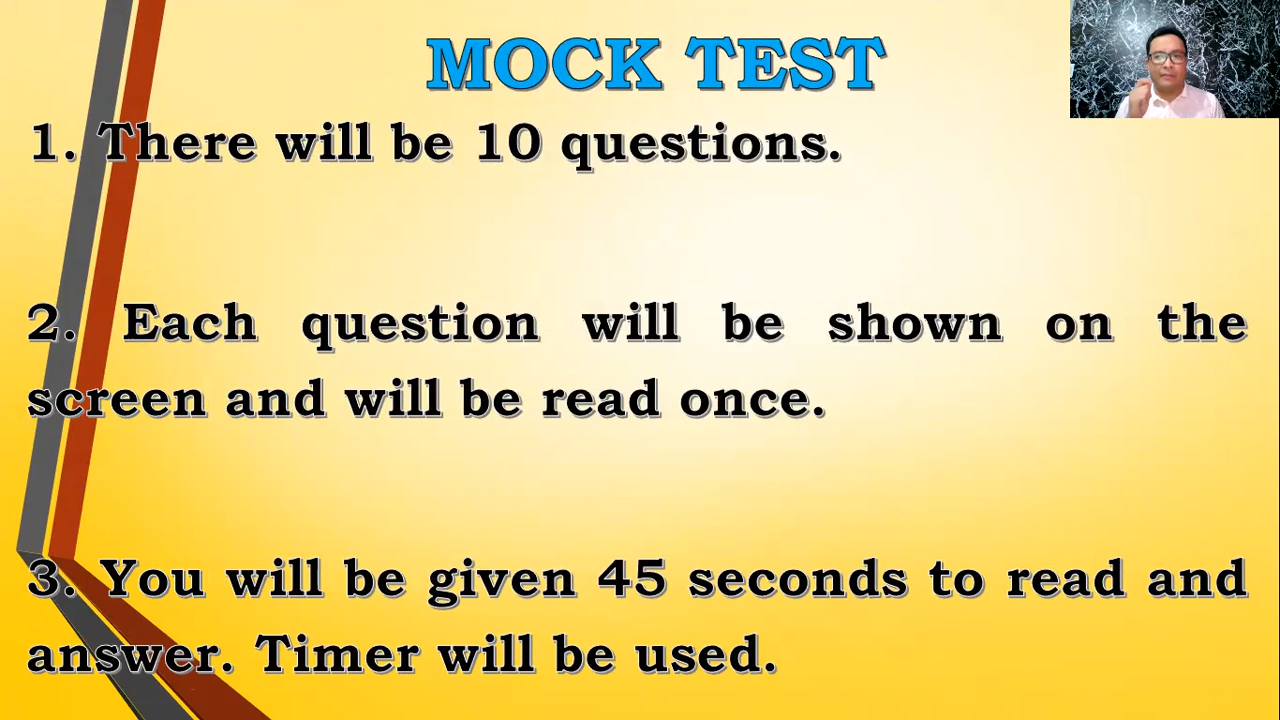 MOCK TEST
1. There will be 10 questions.
2. Each question will be shown on the
screen and will be read once.
3. You will be given 45 seconds to read and
answer. Timer will be used.